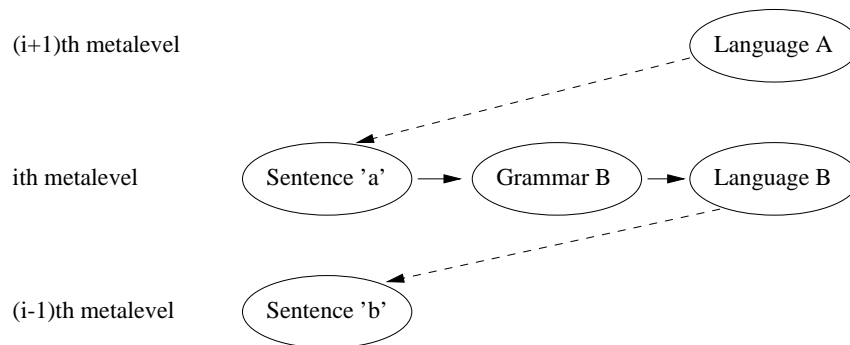 (i+1)th metalevel Language A
ith metalevel Sentence ’a’ Grammar B Language B
(i-1)th metalevel Sentence ’b’